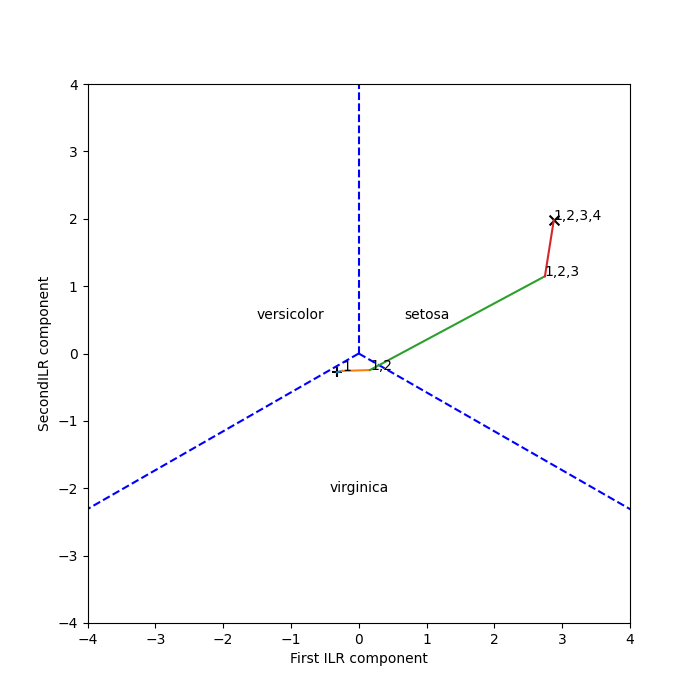 4
3
2
1
0
−1
−2
−3
−4
SecondILR component
1,2,3,4
1,2,3
versicolor
setosa
1
1,2
virginica
−4 −3 −2 −1 0 1 2 3 4
First ILR component